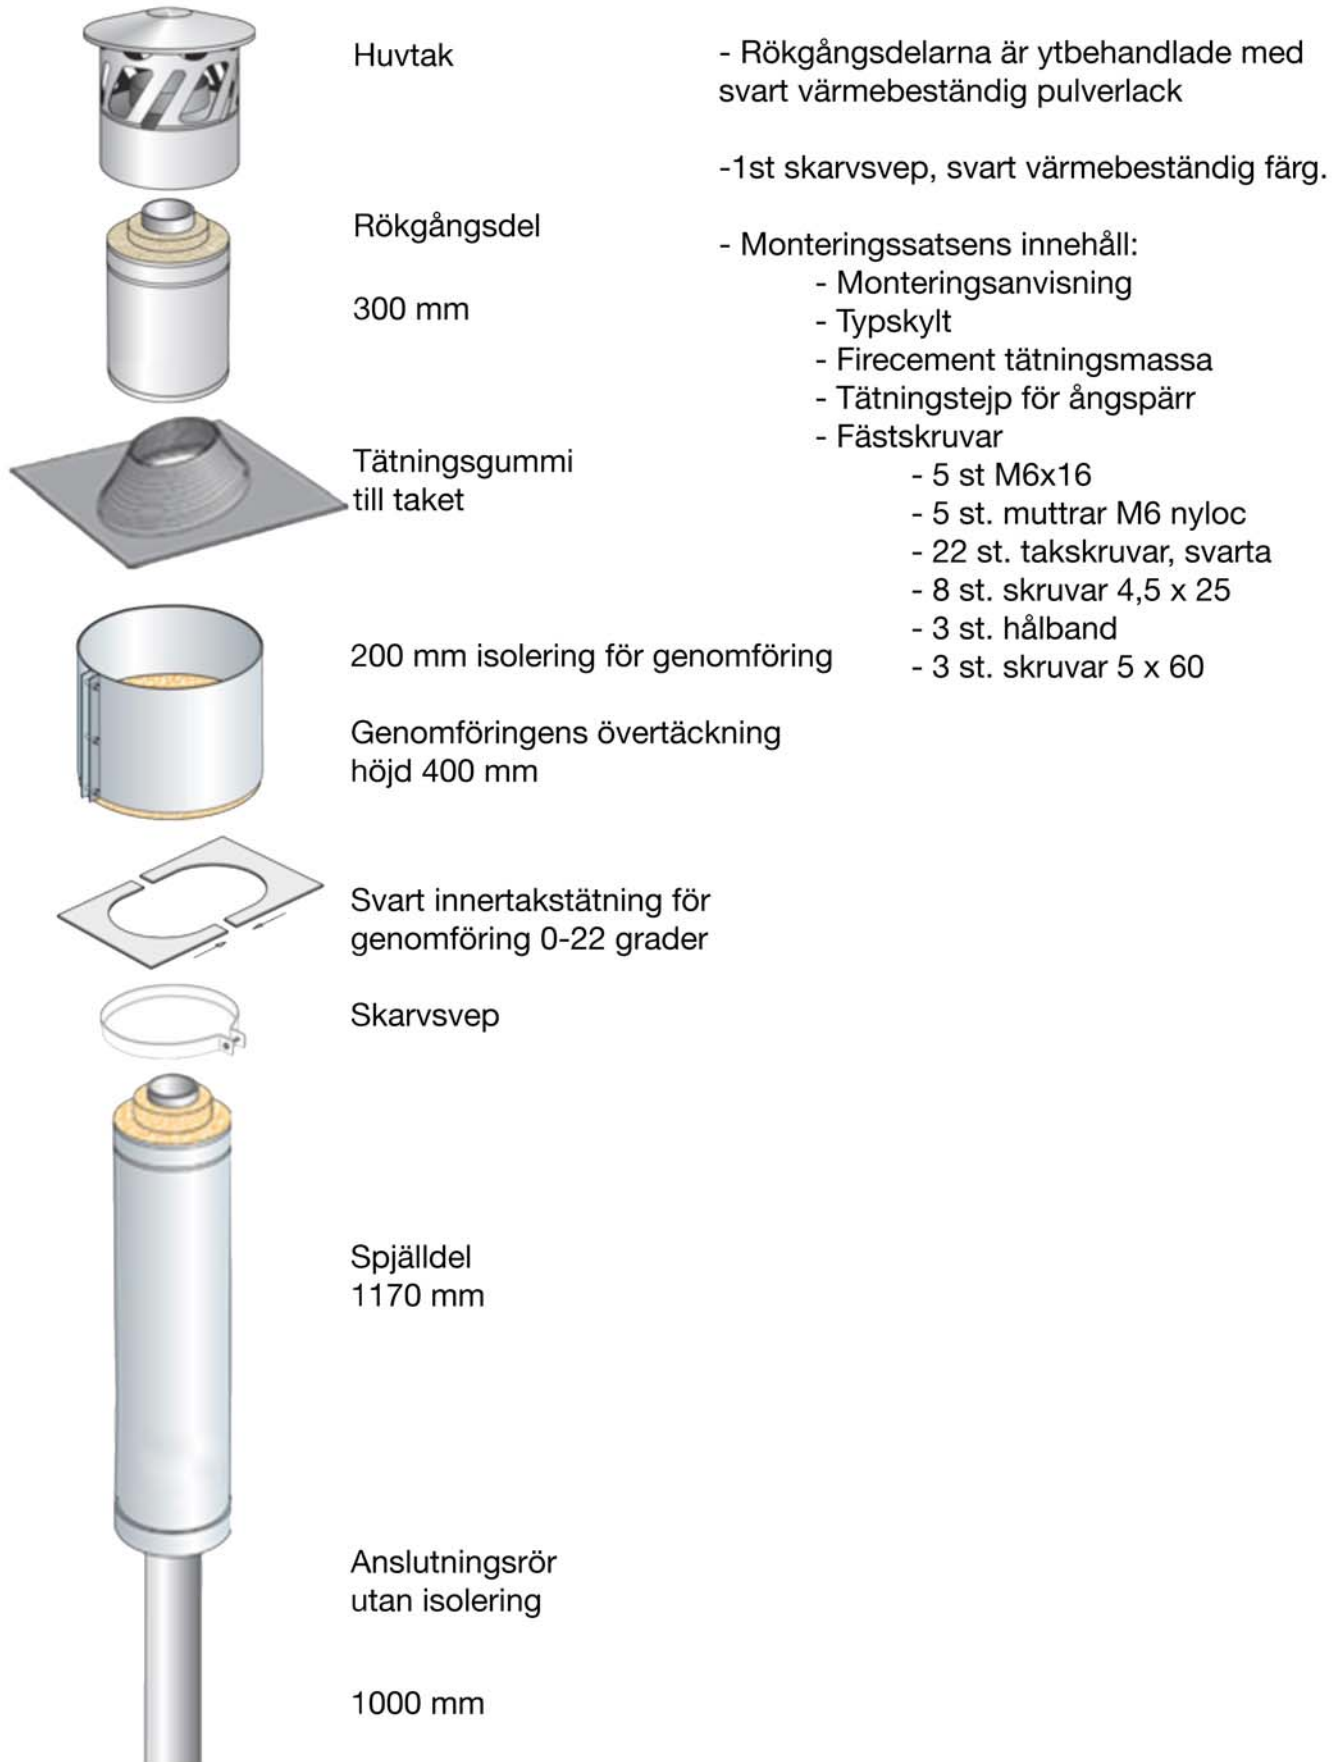 Huvtak
Rökgångsdel
300 mm
Tätningsgummi
till taket
200 mm isolering för genomföring
Genomföringens övertäckning
höjd 400 mm
Svart innertakstätning för
genomföring 0-22 grader
Skarvsvep
Spjälldel
1170 mm
Anslutningsrör
utan isolering
1000 mm
- Rökgångsdelarna är ytbehandlade med
svart värmebeständig pulverlack
-1st skarvsvep, svart värmebeständig färg.
- Monteringssatsens innehåll:
- Monteringsanvisning
- Typskylt
- Firecement tätningsmassa
- Tätningstejp för ångspärr
- Fästskruvar
- 5 st M6x16
- 5 st. muttrar M6 nyloc
- 22 st. takskruvar, svarta
- 8 st. skruvar 4,5 x 25
- 3 st. hålband
- 3 st. skruvar 5 x 60